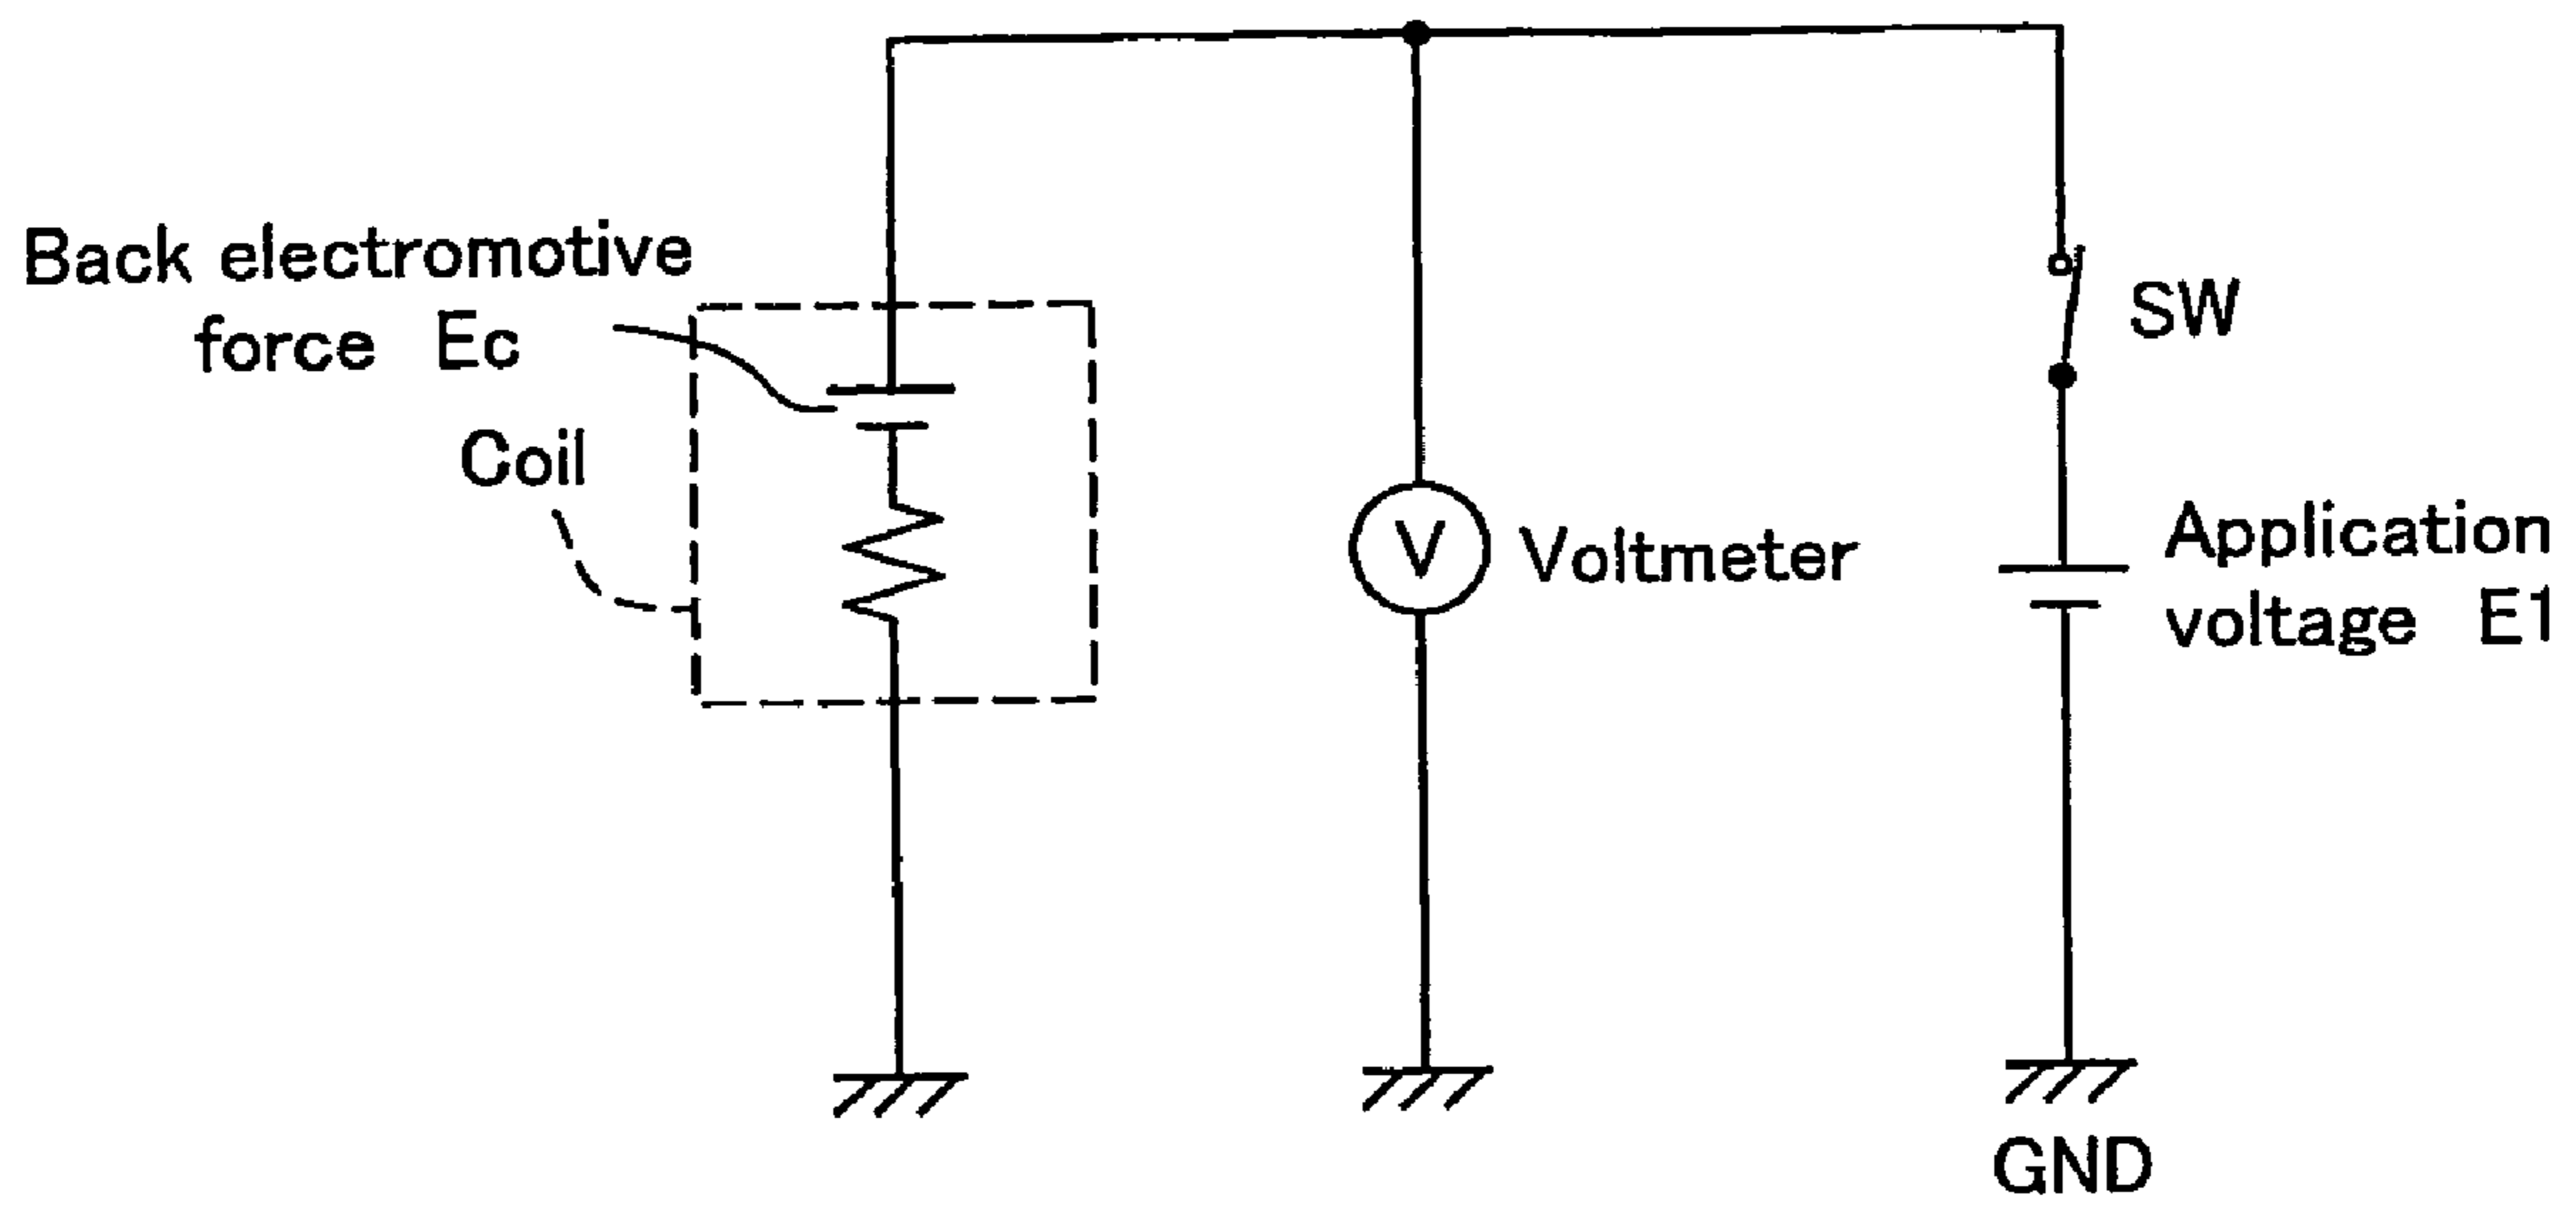 Back electromotive
force Ec
Coil
V
Voltmeter
SW
Application
voltage E1
GND